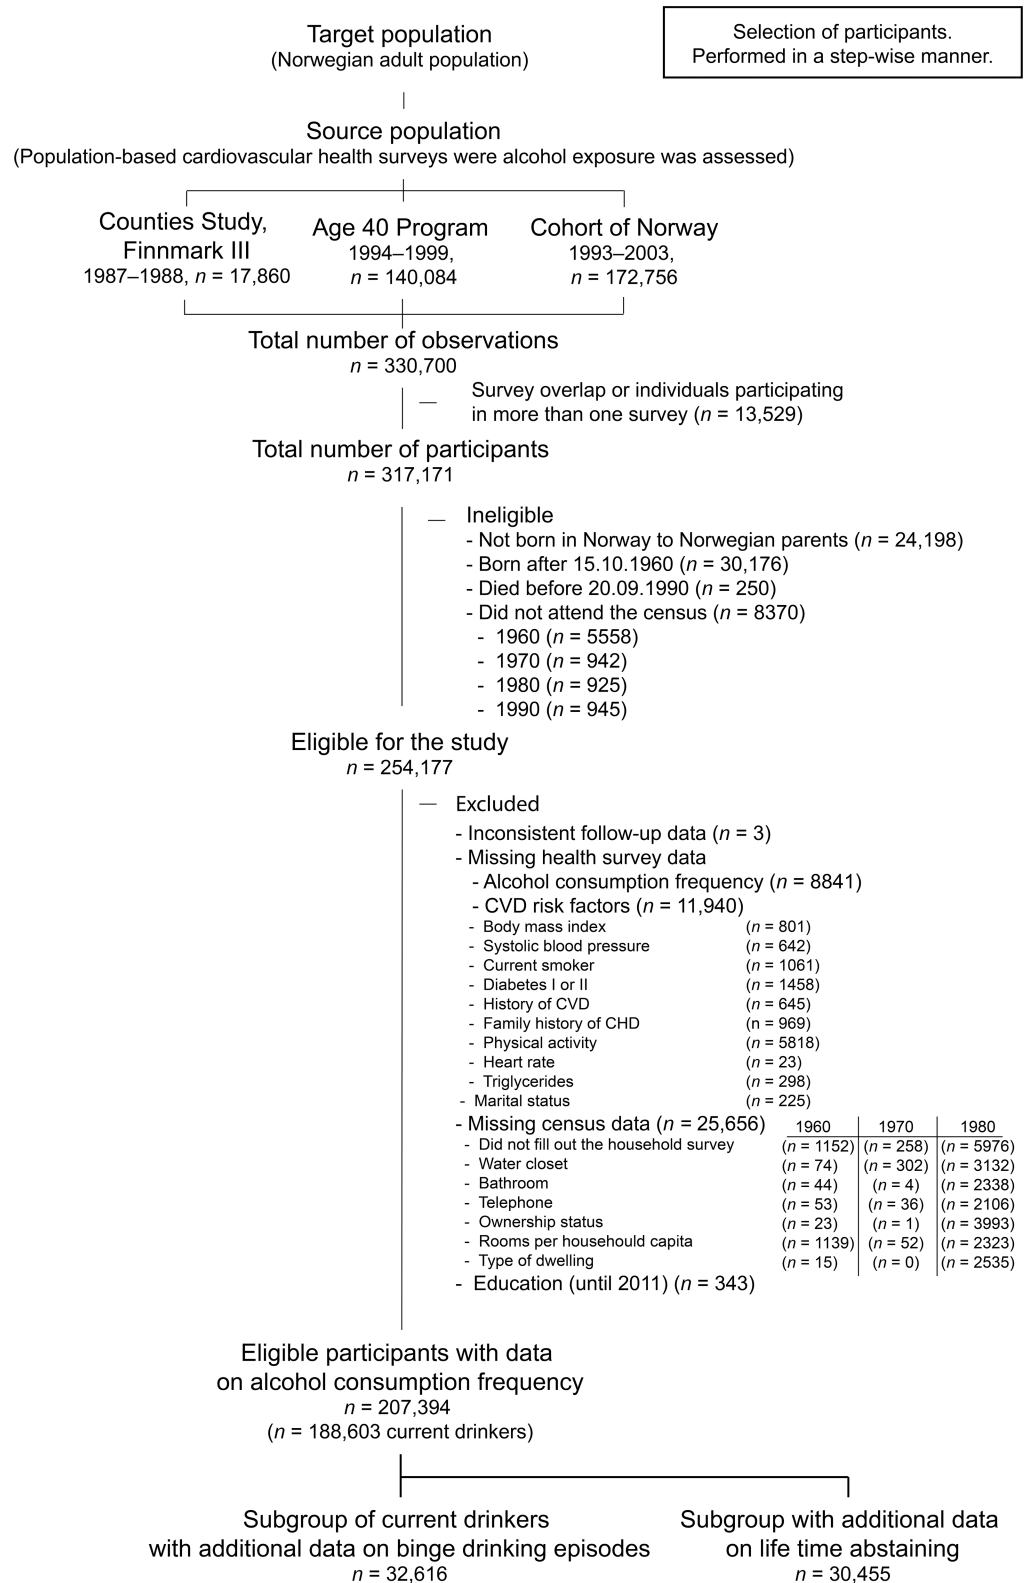 Selection of participants.
Performed in a step-wise manner.
Target population
(Norwegian adult population)
Source population
(Population-based cardiovascular health surveys were alcohol exposure was assessed)
Counties Study,
Finnmark III
1987–1988, n = 17,860
Age 40 Program
1994–1999,
n = 140,084
Cohort of Norway
1993–2003,
n = 172,756
Total number of observations
n = 330,700
Survey overlap or individuals participating
in more than one survey (n = 13,529)
Total number of participants
n = 317,171
Ineligible
- Not born in Norway to Norwegian parents (n = 24,198)
- Born after 15.10.1960 (n = 30,176)
- Died before 20.09.1990 (n = 250)
- Did not attend the census (n = 8370)
- 1960 (n = 5558)
- 1970 (n = 942)
- 1980 (n = 925)
- 1990 (n = 945)
Eligible for the study
n = 254,177
Excluded
- Inconsistent follow-up data (n = 3)
- Missing health survey data
- Alcohol consumption frequency (n = 8841)
- CVD risk factors (n = 11,940)
- Body mass index (n = 801)
- Systolic blood pressure (n = 642)
- Current smoker (n = 1061)
- Diabetes I or II (n = 1458)
- History of CVD (n = 645)
- Family history of CHD (n = 969)
- Physical activity (n = 5818)
- Heart rate (n = 23)
- Triglycerides (n = 298)
- Marital status (n = 225)
- Missing census data (n = 25,656) 1960 1970 1980
- Did not fill out the household survey (n = 1152) (n = 258) (n = 5976)
- Water closet (n = 74) (n = 302) (n = 3132)
- Bathroom (n = 44) (n = 4) (n = 2338)
- Telephone (n = 53) (n = 36) (n = 2106)
- Ownership status (n = 23) (n = 1) (n = 3993)
- Rooms per househould capita (n = 1139) (n = 52) (n = 2323)
- Type of dwelling (n = 15) (n = 0) (n = 2535)
- Education (until 2011) (n = 343)
Eligible participants with data
on alcohol consumption frequency
n = 207,394
(n = 188,603 current drinkers)
Subgroup of current drinkers
with additional data on binge drinking episodes
n = 32,616
Subgroup with additional data
on life time abstaining
n = 30,455